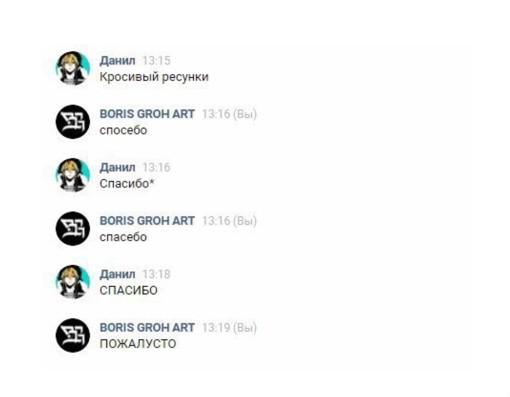 Данил 13:15
Кросивый ресунки
BORIS GROH ART 13:16 (Вы)
спосебо
Данил 13:16
Спасибо*
BORIS GROH ART 13:16 (Вы)
спасебо
Данил 13:18
СПАСИБО
BORIS GROH ART 13:19 (Вы)
ПОЖАЛУСТО